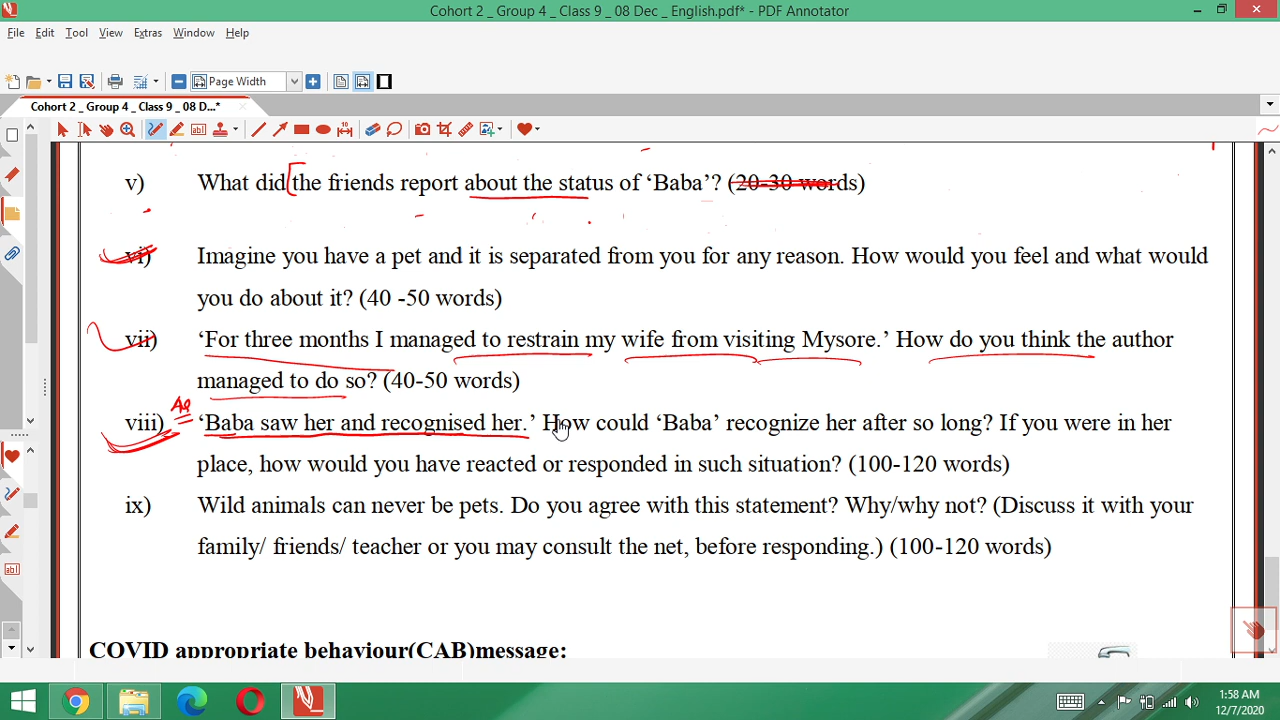 Cohort 2 _ Group 4 _ Class 9 _ 08 Dec _ English.pdf* - PDF Annotator
File Edit Tool View Extras Window Help
Page Width
Cohort 2 _ Group 4 _ Class 9 _ 08 D...*
v) What did the friends report about the status of ‘Baba’? (20-30 words)
vi) Imagine you have a pet and it is separated from you for any reason. How would you feel and what would
you do about it? (40 -50 words)
vii) ‘For three months I managed to restrain my wife from visiting Mysore.’ How do you think the author
managed to do so? (40-50 words)
viii) ‘Baba saw her and recognised her.’ How could ‘Baba’ recognize her after so long? If you were in her
place, how would you have reacted or responded in such situation? (100-120 words)
ix) Wild animals can never be pets. Do you agree with this statement? Why/why not? (Discuss it with your
family/ friends/ teacher or you may consult the net, before responding.) (100-120 words)
COVID appropriate behaviour(CAB)message:
1:58 AM
12/7/2020